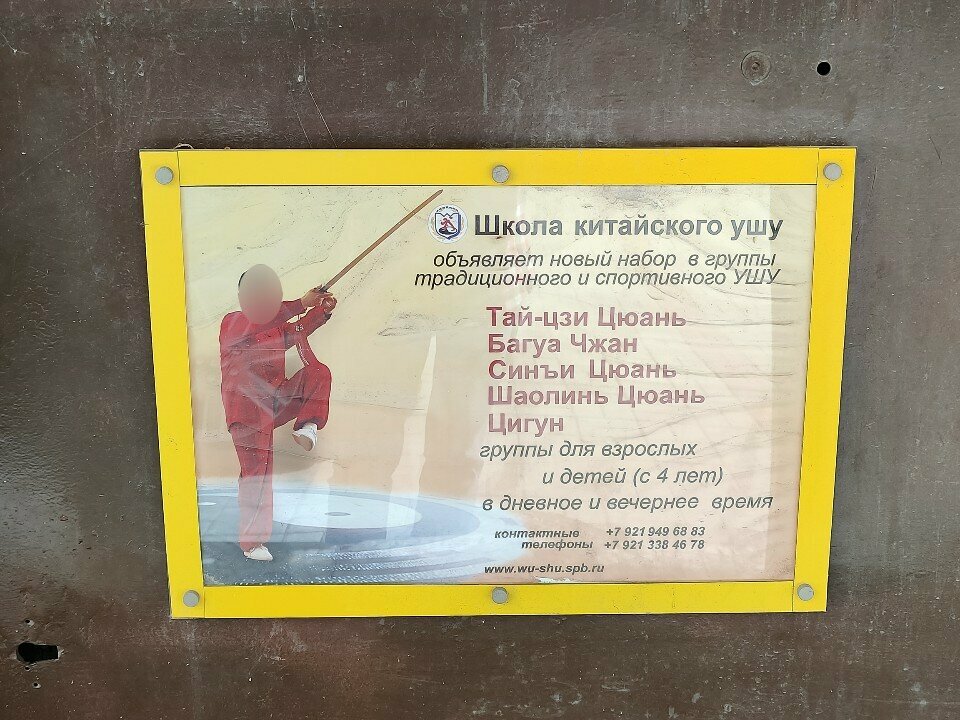 Школа китайского ушу
объявляет новый набор в группы
традиционного и спортивного УШУ
Тай-цзи Цюань
Багуа Чжан
Синъи Цюань
Шаолинь Цюань
Цигун
группы для взрослых
и детей (с 4 лет)
в дневное и вечернее время
контактные +7 921 949 68 83
телефоны +7 921 338 46 78
www.wu-shu.spb.ru